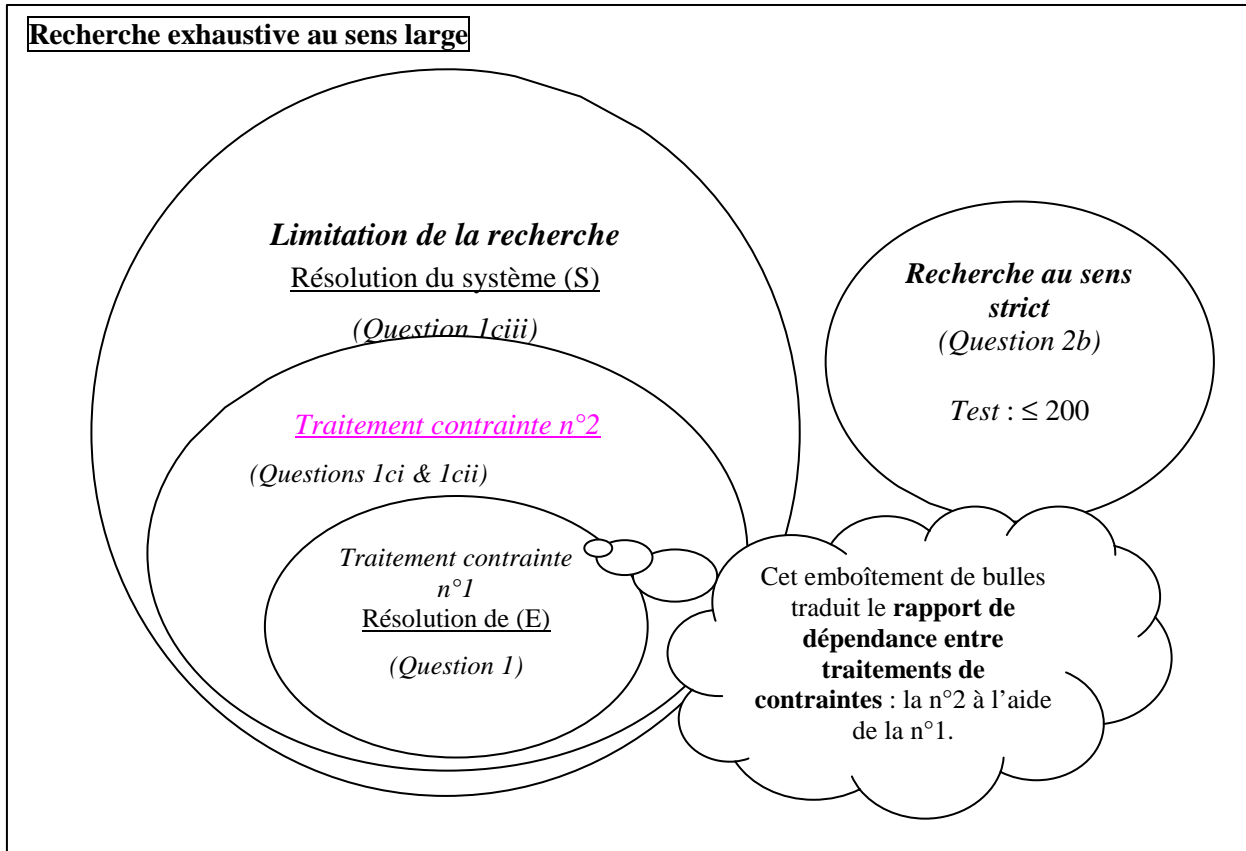 Recherche exhaustive au sens large
Limitation de la recherche
Résolution du système (S)
(Question 1ciii)
Traitement contrainte n°2
(Questions 1ci & 1cii)
Traitement contrainte
n°1
Résolution de (E)
(Question 1)
Recherche au sens
strict
(Question 2b)
Test : ≤ 200
Cet emboîtement de bulles
traduit le rapport de
dépendance entre
traitements de
contraintes : la n°2 à l’aide
de la n°1.